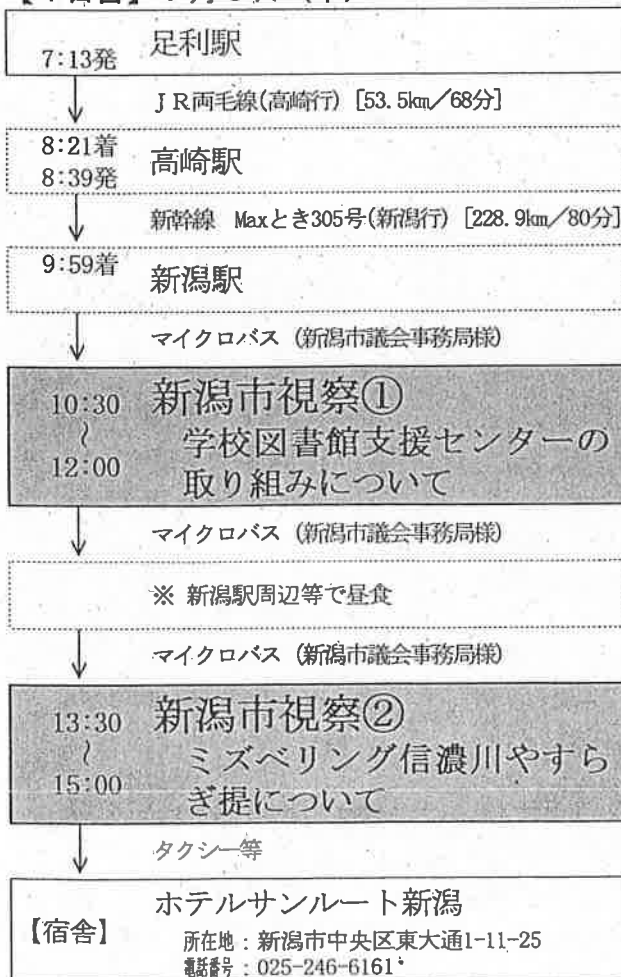 7:13発 足利駅
JR両毛線(高崎行) [53.5km/68分]
8:21着
8:39発 高崎駅
新幹線 Maxとき305号(新潟行) [228.9km/80分]
9:59着 新潟駅
マイクロバス (新潟市議会事務局様)
10:30 新潟市視察①
~ 学校図書館支援センターの
12:00 取り組みについて
マイクロバス (新潟市議会事務局様)
※ 新潟駅周辺等で昼食
マイクロバス (新潟市議会事務局様)
13:30 新潟市視察②
~ ミズベリング信濃川やすら
15:00 ぎ提について
タクシー等
【宿舎】 ホテルサンルート新潟
所在地:新潟市中央区東大通1-11-25
電話番号:025-246-6161